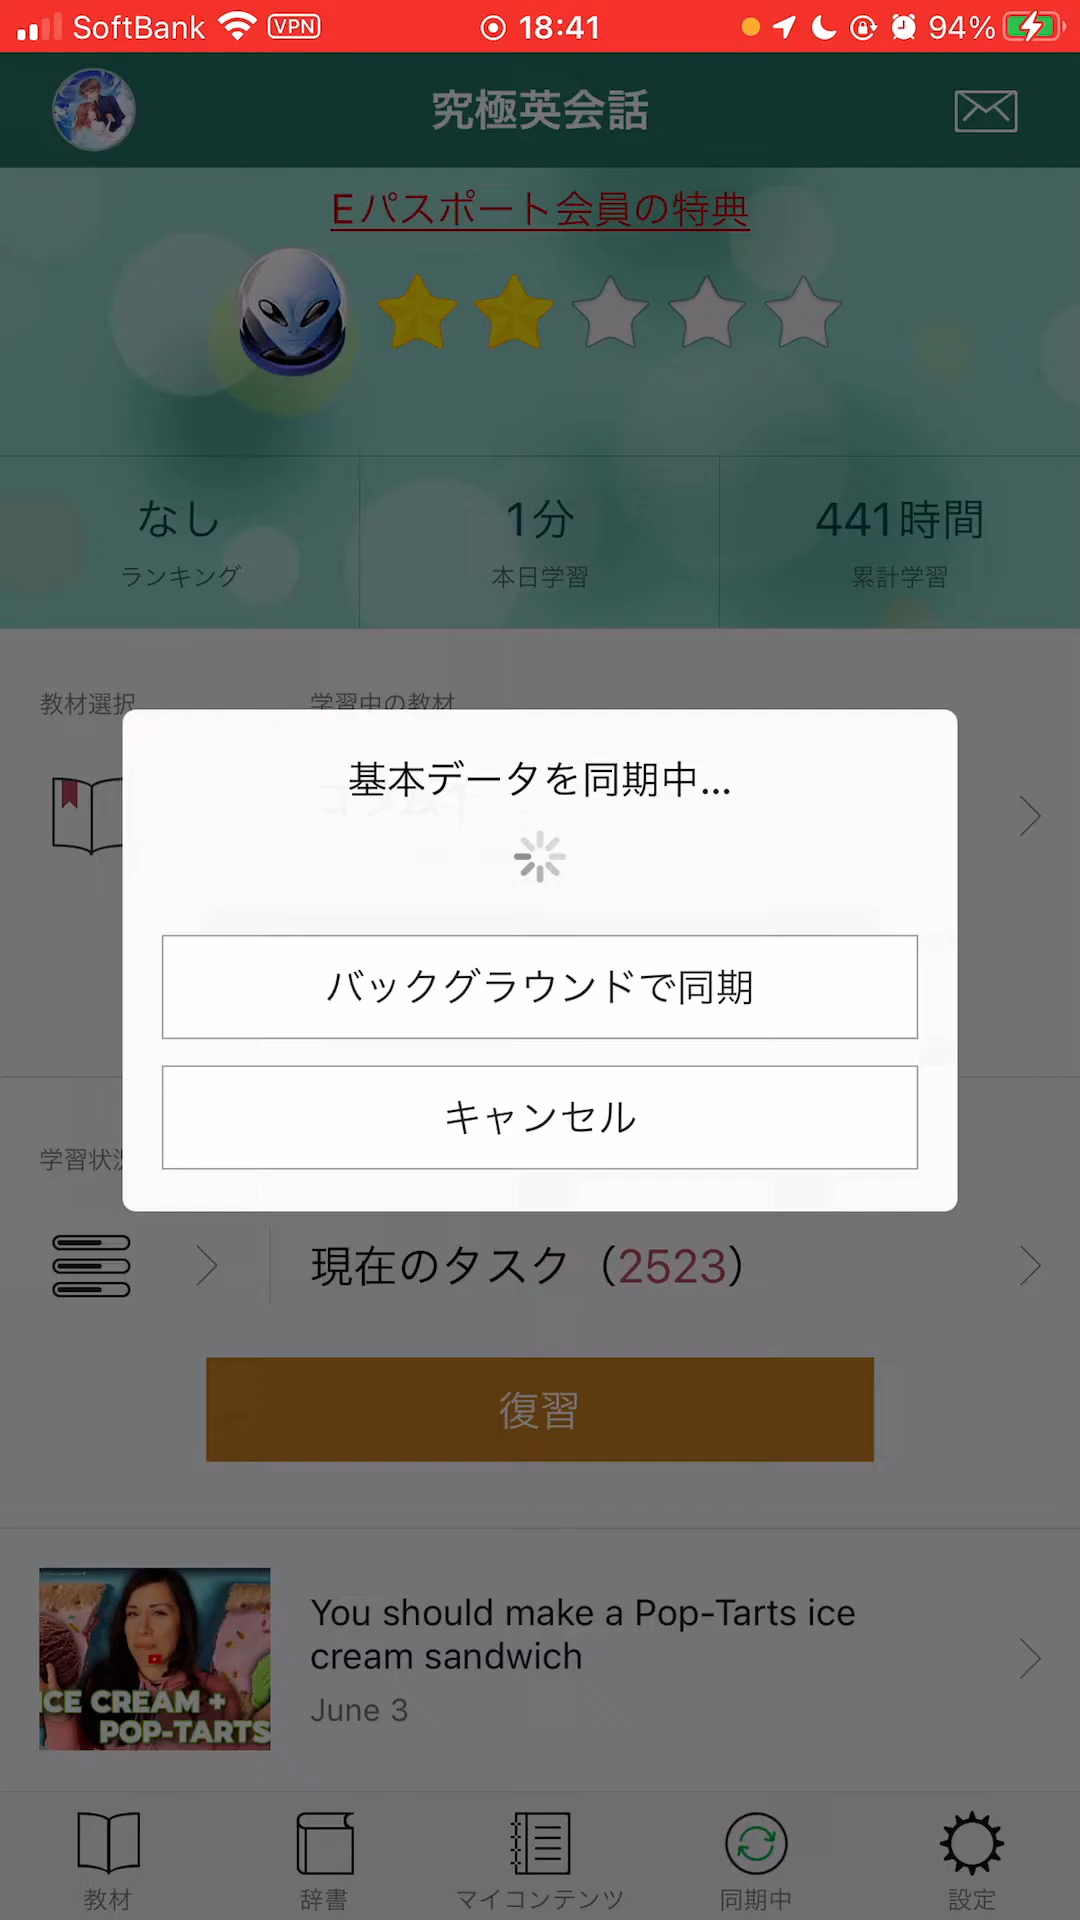 SoftBank VPN 18:41 94%
究極英会話
Eパスポート会員の特典
なし 1分 441時間
ランキング 本日学習 累計学習
教材選択 学習中の教材
基本データを同期中...
バックグラウンドで同期
キャンセル
学習状況
現在のタスク（2523）
復習
You should make a Pop-Tarts ice
cream sandwich
June 3
ICE CREAM +
POP-TARTS
教材 辞書 マイコンテンツ 同期中 設定